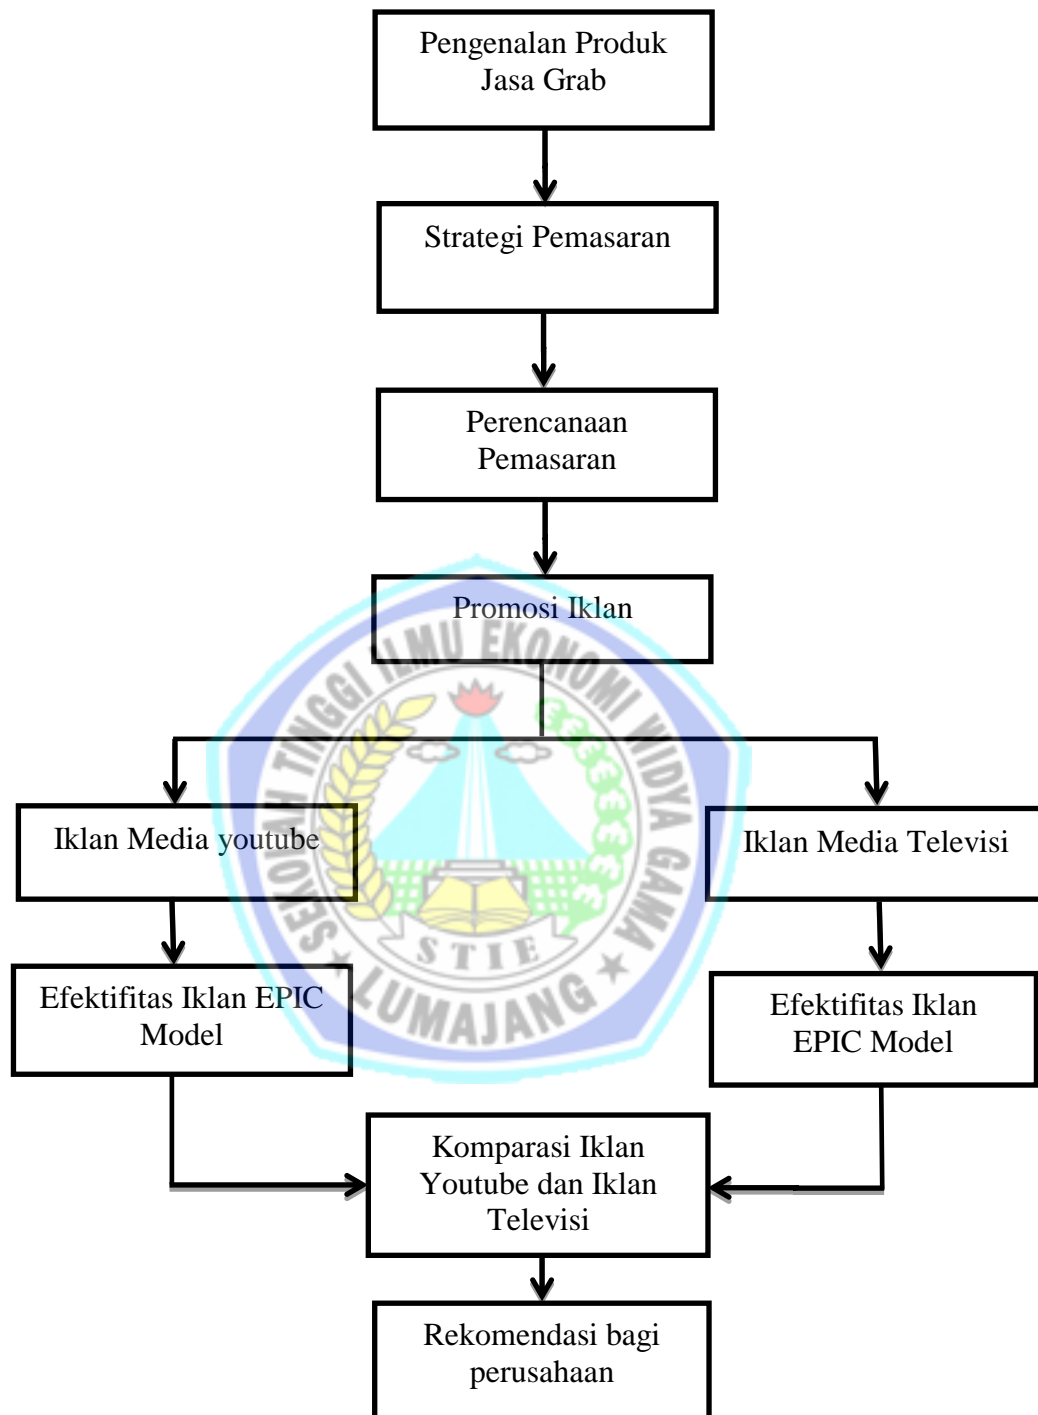 Pengenalan Produk
Jasa Grab
Strategi Pemasaran
Perencanaan
Pemasaran
Promosi Iklan
SEKOLAH TINGGI ILMU EKONOMI WIDYA GAMA
Iklan Media youtube
Iklan Media Televisi
STIE
LUMAJANG
Efektifitas Iklan EPIC
Model
Efektifitas Iklan
EPIC Model
Komparasi Iklan
Youtube dan Iklan
Televisi
Rekomendasi bagi
perusahaan